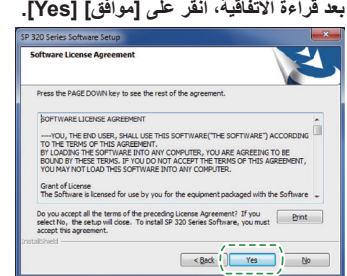 بعد قراءة الاتفاقية، انقر على [موافق] [Yes].
SP 320 Series Software Setup
Software License Agreement
Press the PAGE DOWN key to see the rest of the agreement.
SOFTWARE LICENSE AGREEMENT
----YOU, THE END USER, SHALL USE THIS SOFTWARE("THE SOFTWARE") ACCORDING
TO THE TERMS OF THIS AGREEMENT.
BY LOADING THE SOFTWARE INTO ANY COMPUTER, YOU ARE AGREEING TO BE
BOUND BY THESE TERMS. IF YOU DO NOT ACCEPT THE TERMS OF THIS AGREEMENT,
YOU MAY NOT LOAD THIS SOFTWARE INTO ANY COMPUTER.
Grant of License
The Software is licensed for use by you for the equipment packaged with the Software
Do you accept all the terms of the preceding License Agreement? If you
select No, the setup will close. To install SP 320 Series Software, you must
accept this agreement.
Print
InstallShield
< Back
Yes
No